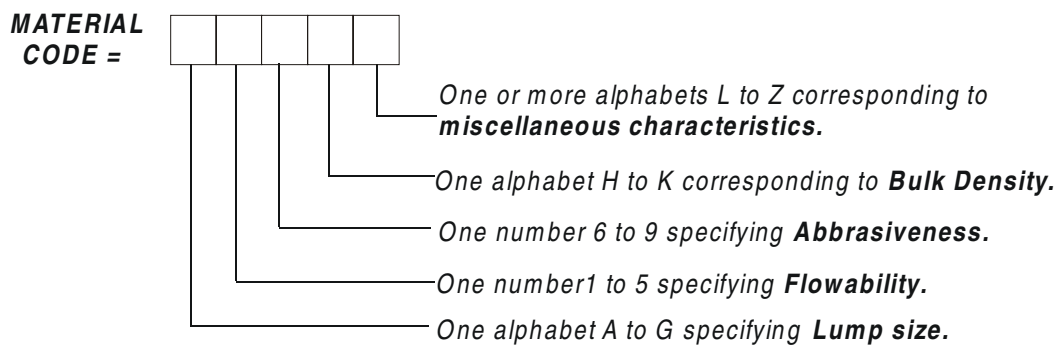 MATERIAL
CODE =
One or more alphabets L to Z corresponding to
miscellaneous characteristics.
One alphabet H to K corresponding to Bulk Density.
One number 6 to 9 specifying Abbrasiveness.
One number1 to 5 specifying Flowability.
One alphabet A to G specifying Lump size.